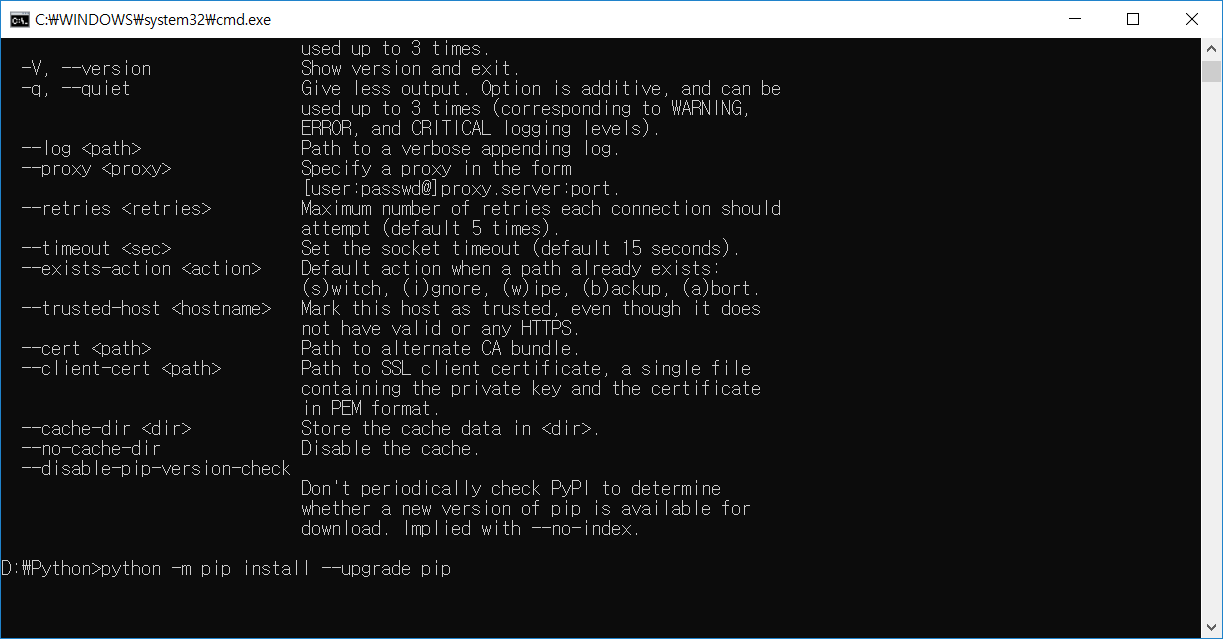 C:₩WINDOWS₩system32₩cmd.exe
used up to 3 times.
-V, --version Show version and exit.
-q, --quiet Give less output. Option is additive, and can be
used up to 3 times (corresponding to WARNING,
ERROR, and CRITICAL logging levels).
--log <path> Path to a verbose appending log.
--proxy <proxy> Specify a proxy in the form
[user:passwd@]proxy.server:port.
--retries <retries> Maximum number of retries each connection should
attempt (default 5 times).
--timeout <sec> Set the socket timeout (default 15 seconds).
--exists-action <action> Default action when a path already exists:
(s)witch, (i)gnore, (w)ipe, (b)ackup, (a)bort.
--trusted-host <hostname> Mark this host as trusted, even though it does
not have valid or any HTTPS.
--cert <path> Path to alternate CA bundle.
--client-cert <path> Path to SSL client certificate, a single file
containing the private key and the certificate
in PEM format.
--cache-dir <dir> Store the cache data in <dir>.
--no-cache-dir Disable the cache.
--disable-pip-version-check
Don't periodically check PyPI to determine
whether a new version of pip is available for
download. Implied with --no-index.
D:₩Python>python -m pip install --upgrade pip